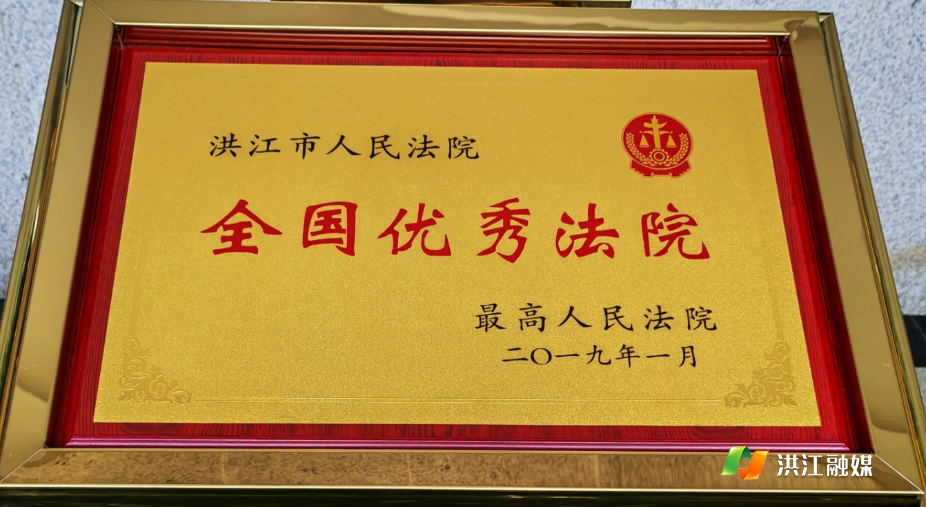 洪江市人民法院
全国优秀法院
最高人民法院
二〇一九年一月
洪江融媒